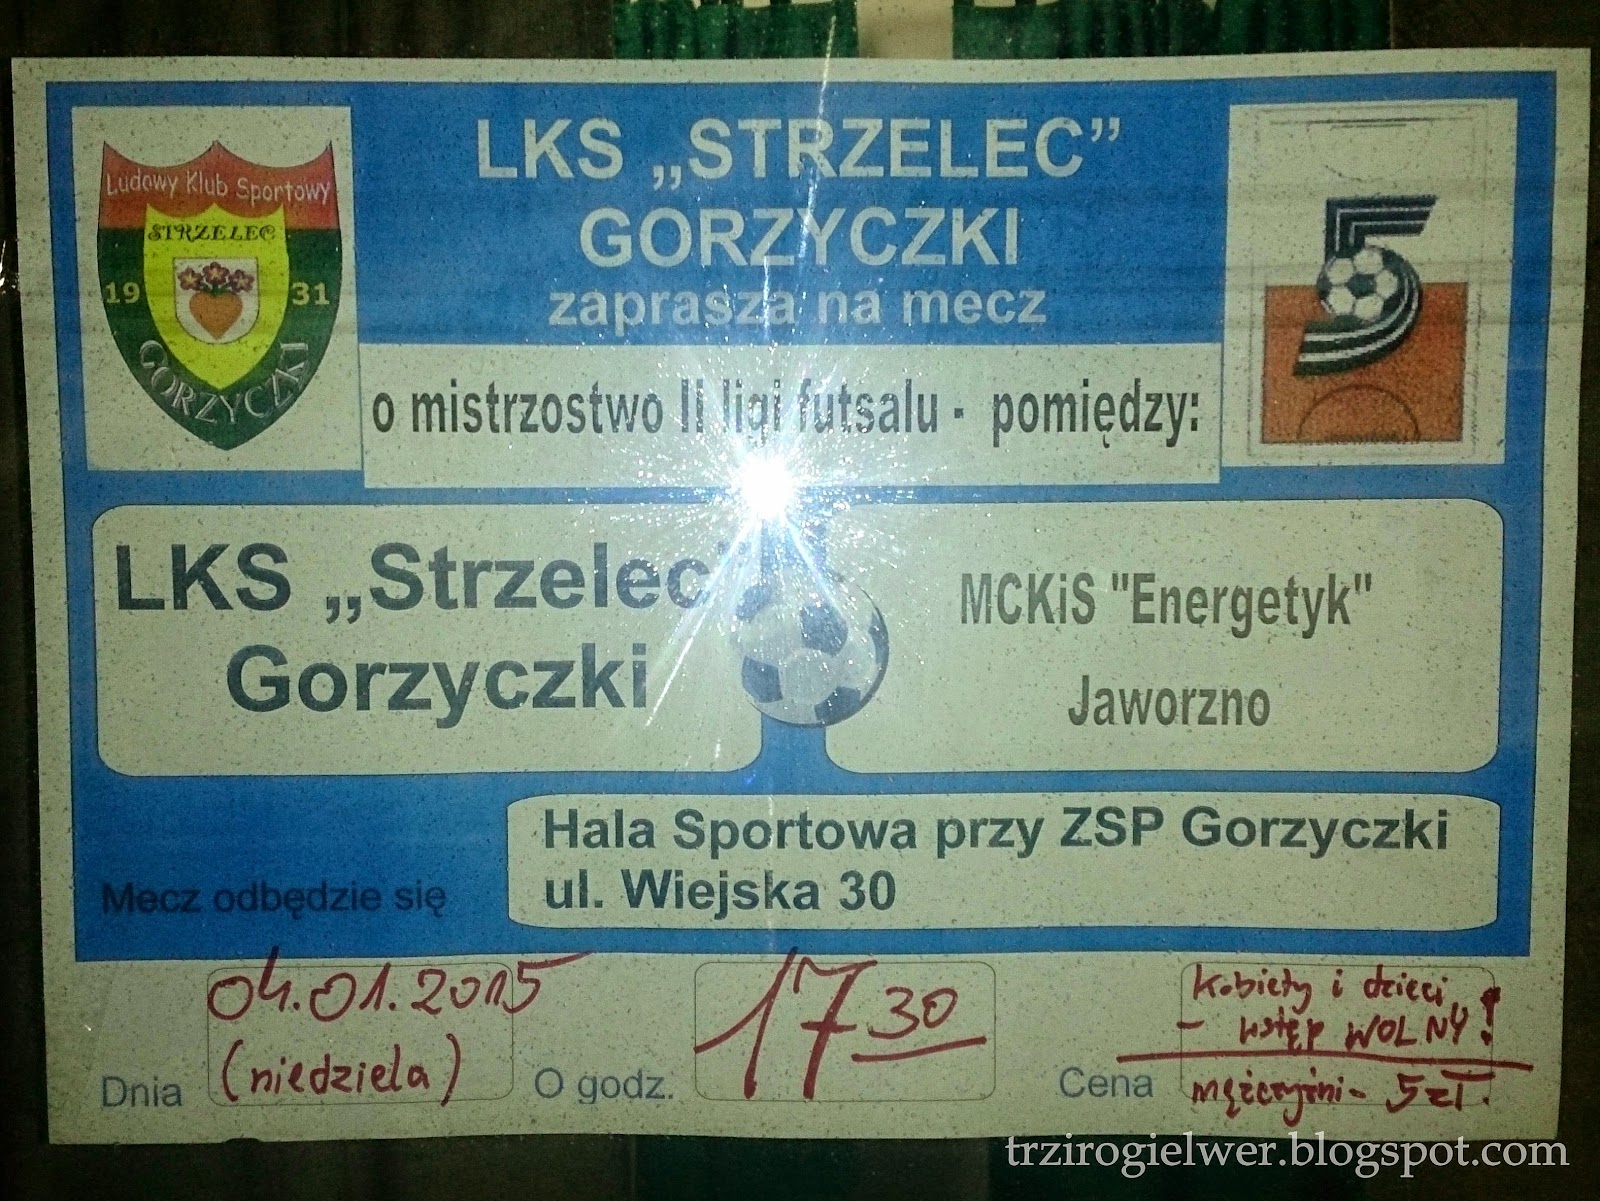 LKS „STRZELEC”
GORZYCZKI
zaprasza na mecz
Ludowy Klub Sportowy
STRZELEC
19 31
GORZYCZKI
5
o mistrzostwo II ligi futsalu - pomiędzy:
LKS „Strzelec”
Gorzyczki
MCKiS "Energetyk"
Jaworzno
Hala Sportowa przy ZSP Gorzyczki
ul. Wiejska 30
Mecz odbędzie się
Dnia 04.01.2015
(niedziela)
O godz. 17 30
Cena
Kobiety i dzieci
- wstęp WOLNY!
mężczyźni - 5 zł.
trzirogielwer.blogspot.com